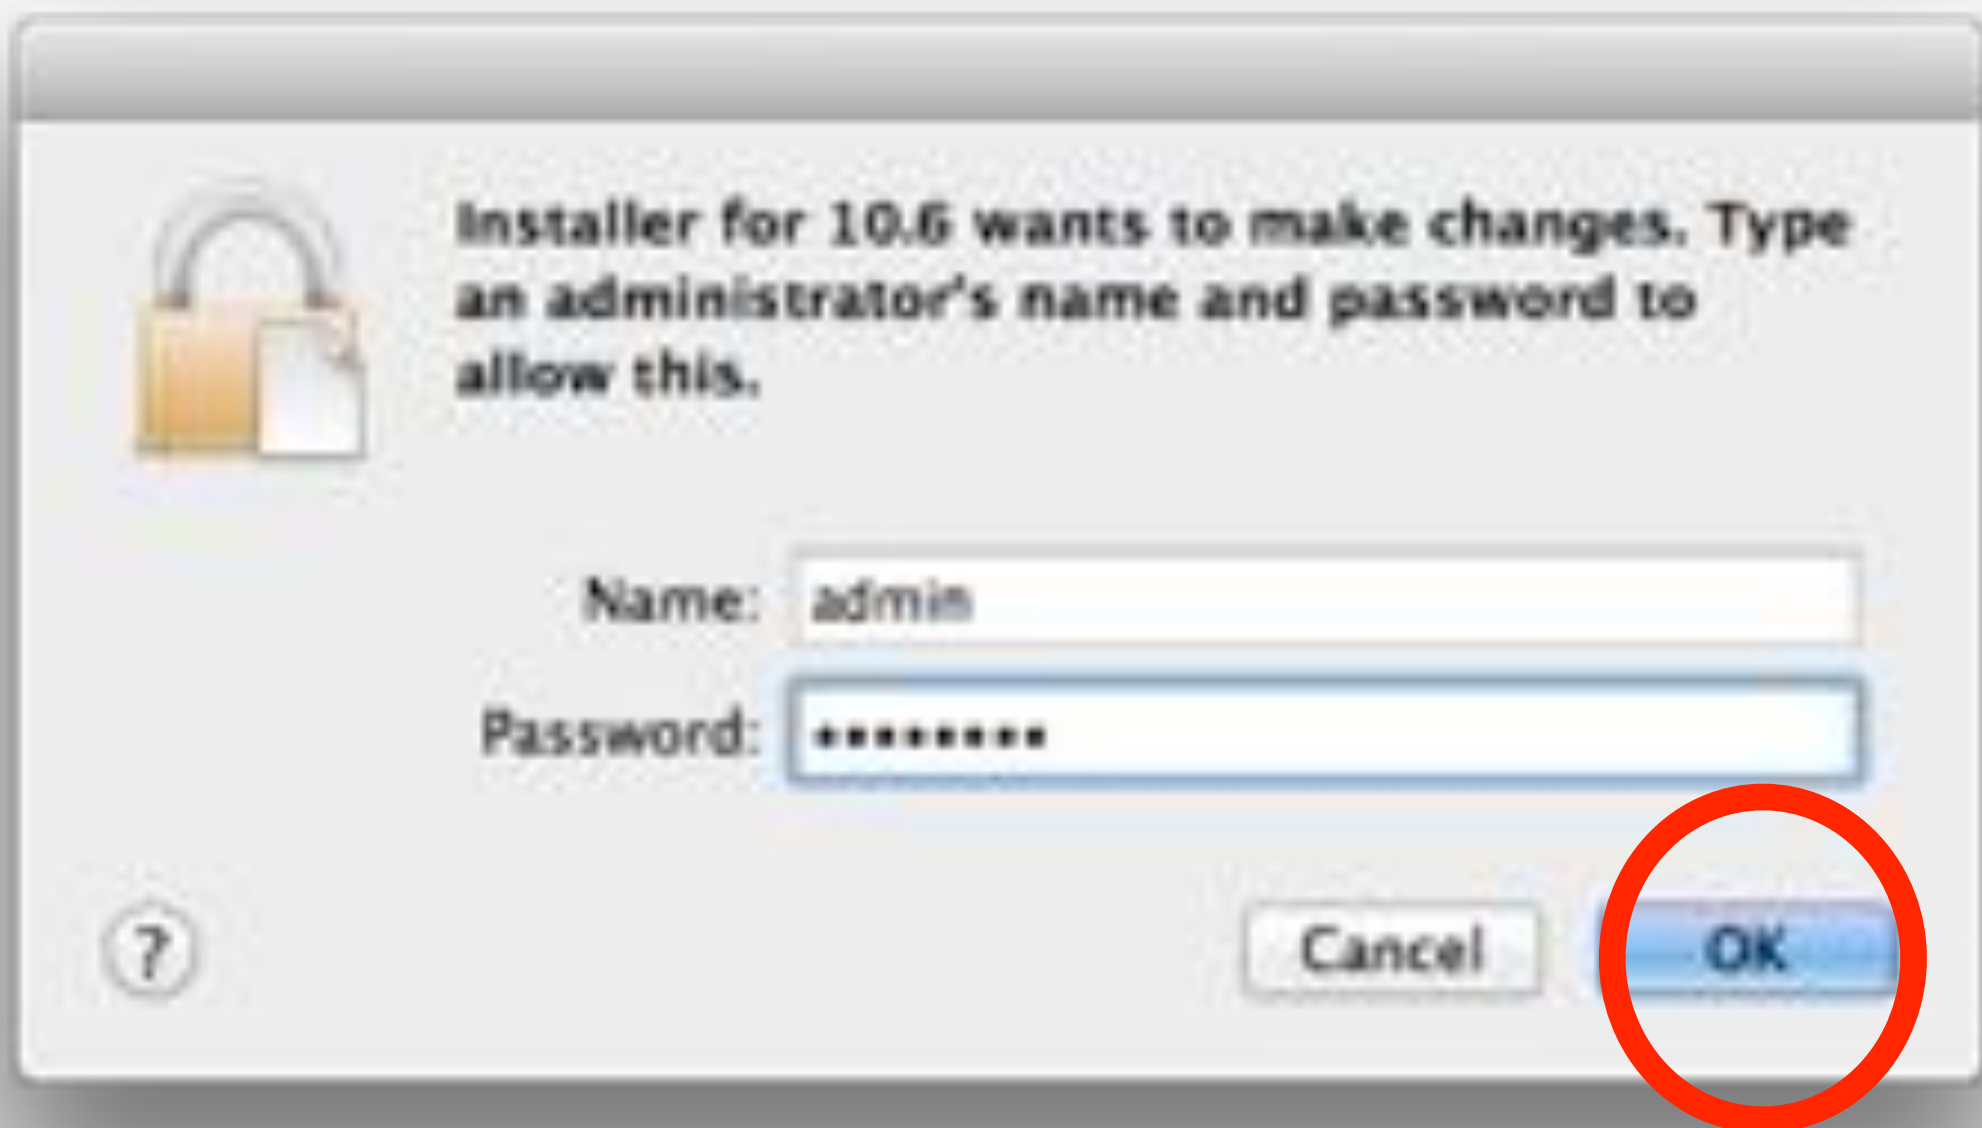 Installer for 10.6 wants to make changes. Type
an administrator's name and password to
allow this.
Name: admin
Password: ••••••••
? Cancel OK